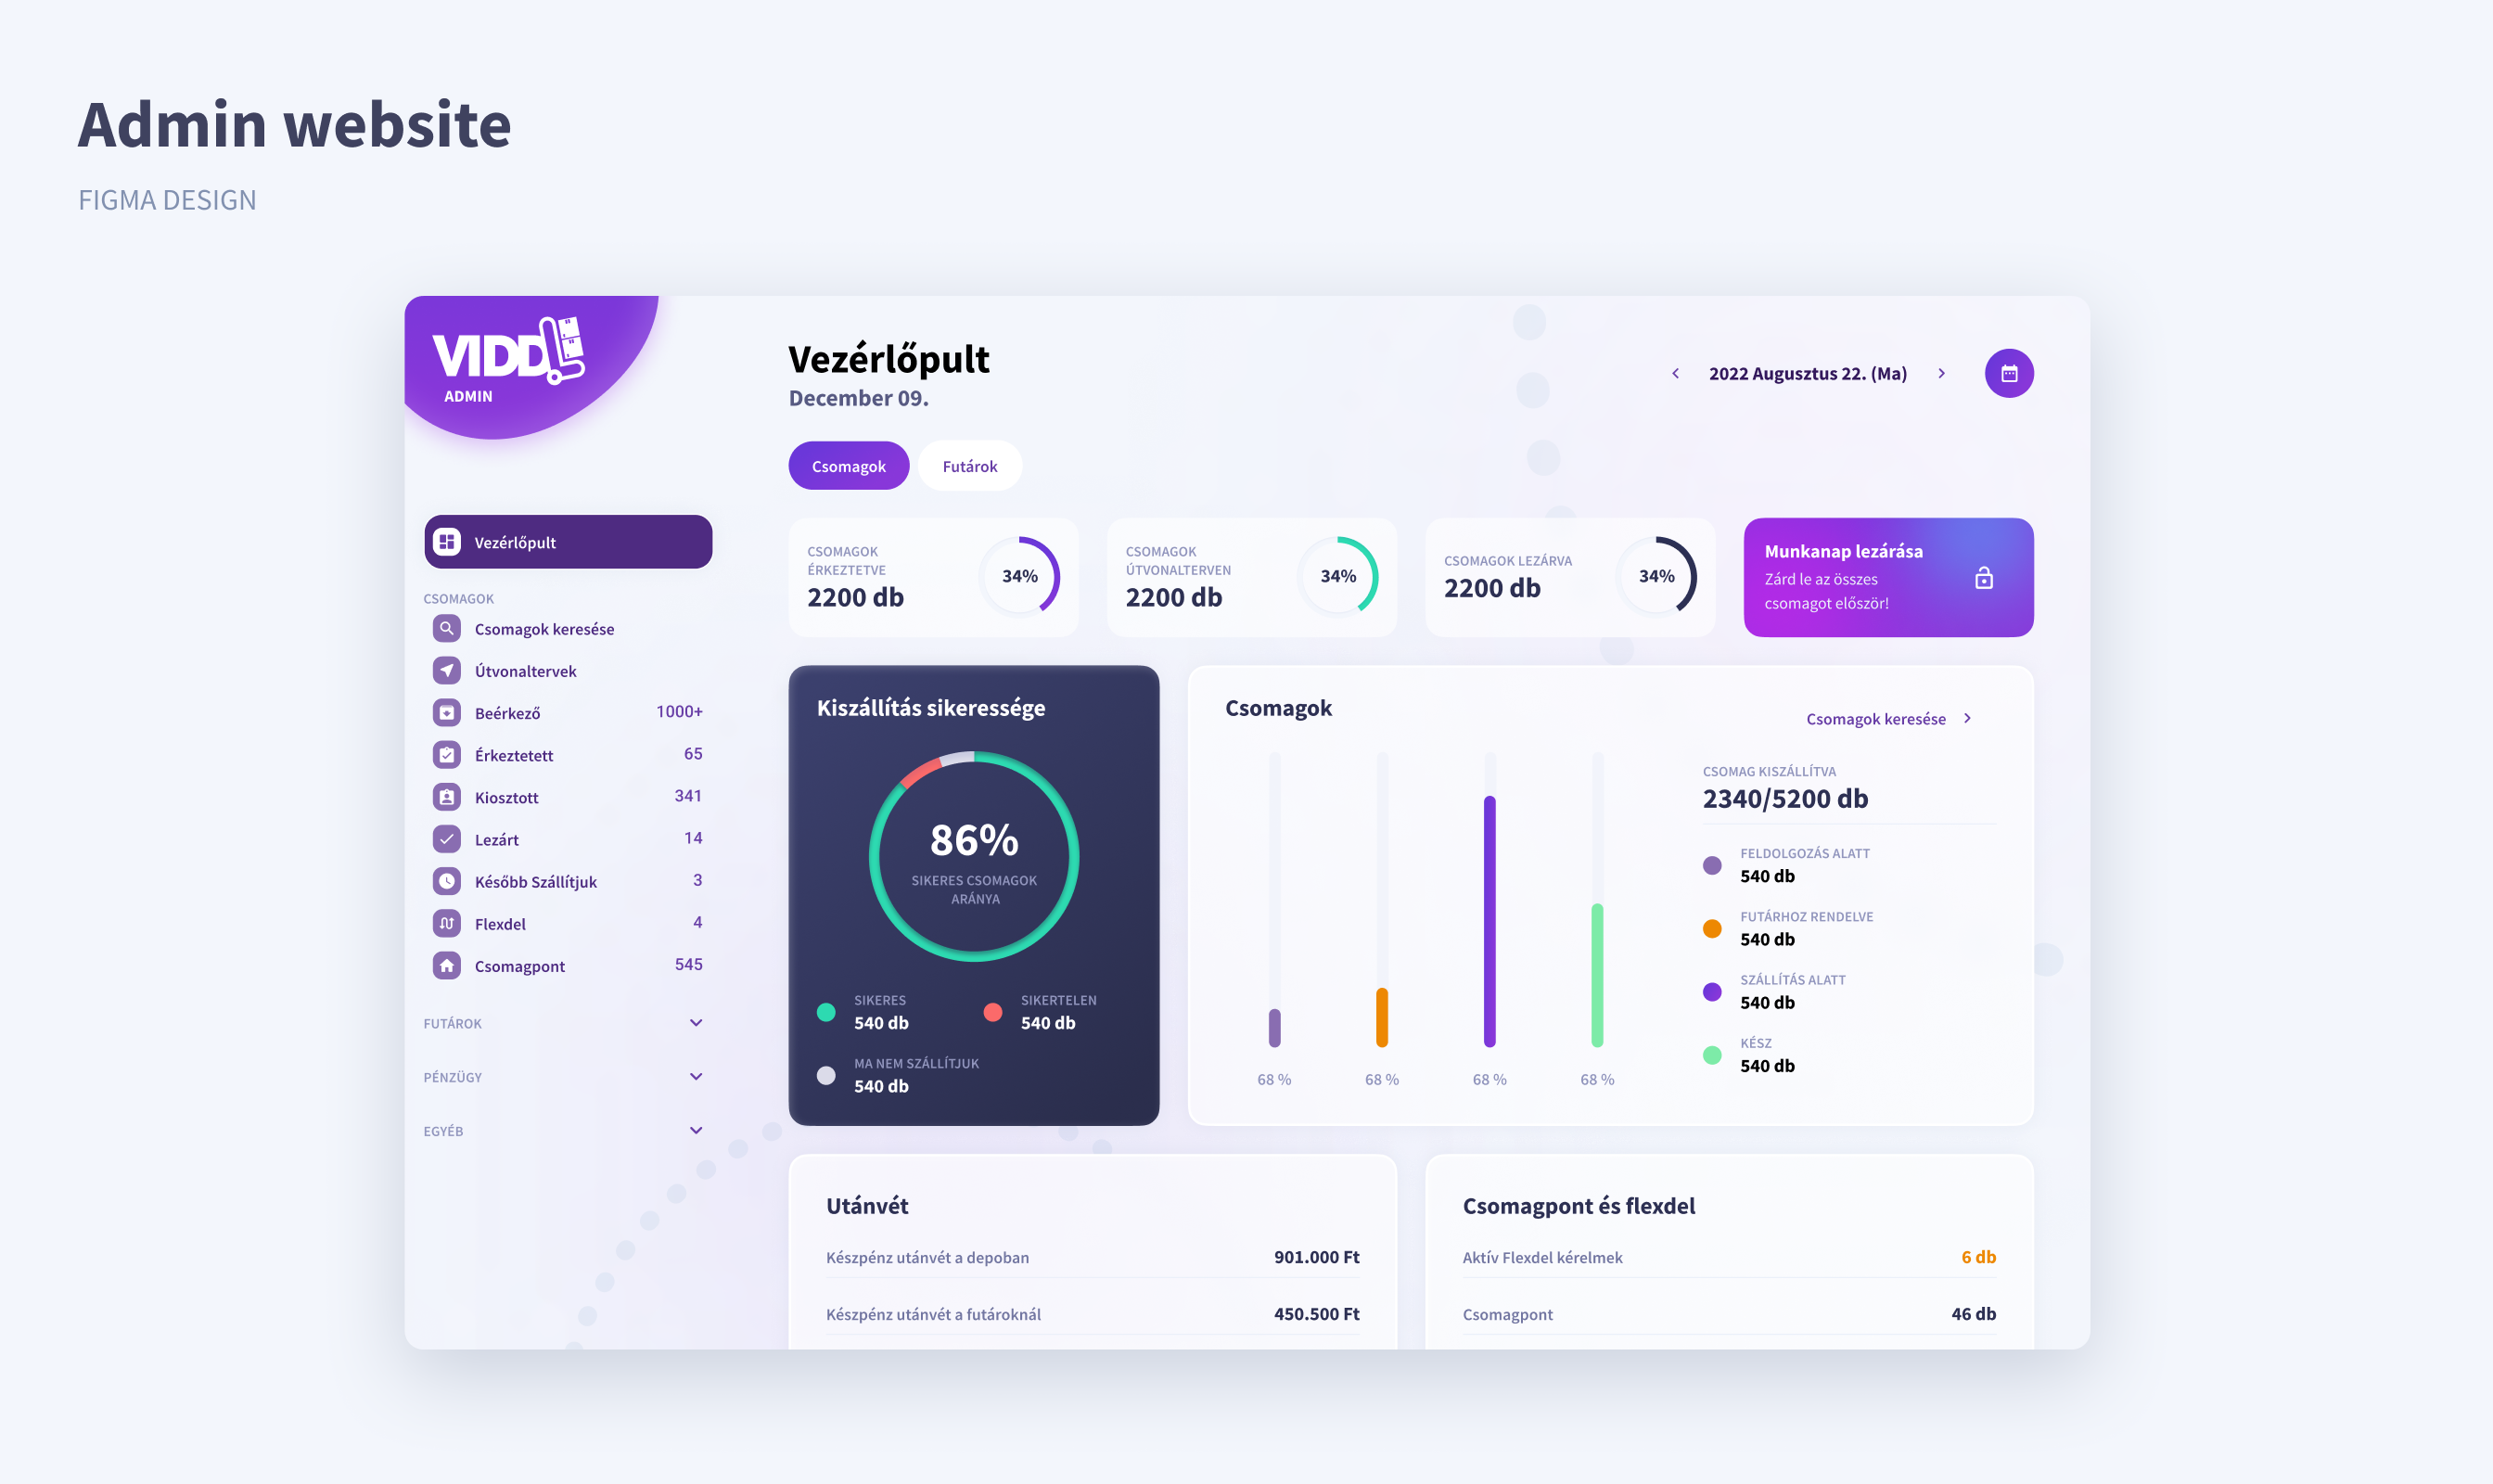 Admin website
FIGMA DESIGN
VIDD
ADMIN
Vezérlőpult
CSOMAGOK
Csomagok keresése
Útvonaltervek
Beérkező 1000+
Érkeztetett 65
Kiosztott 341
Lezárt 14
Később Szállítjuk 3
Flexdel 4
Csomagpont 545
FUTÁROK
PÉNZÜGY
EGYÉB
Vezérlőpult
December 09.
2022 Augusztus 22. (Ma)
Csomagok Futárok
CSOMAGOK
ÉRKEZTETVE
2200 db
34%
CSOMAGOK
ÚTVONALTERVEN
2200 db
34%
CSOMAGOK LEZÁRVA
2200 db
34%
Munkanap lezárása
Zárd le az összes
csomagot először!
Kiszállítás sikeressége
86%
SIKERES CSOMAGOK
ARÁNYA
SIKERES
540 db
SIKERTELEN
540 db
MA NEM SZÁLLÍTJUK
540 db
Csomagok
Csomagok keresése
68 % 68 % 68 % 68 %
CSOMAG KISZÁLLÍTVA
2340/5200 db
FELDOLGOZÁS ALATT
540 db
FUTÁRHOZ RENDELVE
540 db
SZÁLLÍTÁS ALATT
540 db
KÉSZ
540 db
Utánvét
Készpénz utánvét a depoban 901.000 Ft
Készpénz utánvét a futároknál 450.500 Ft
Csomagpont és flexdel
Aktív Flexdel kérelmek 6 db
Csomagpont 46 db